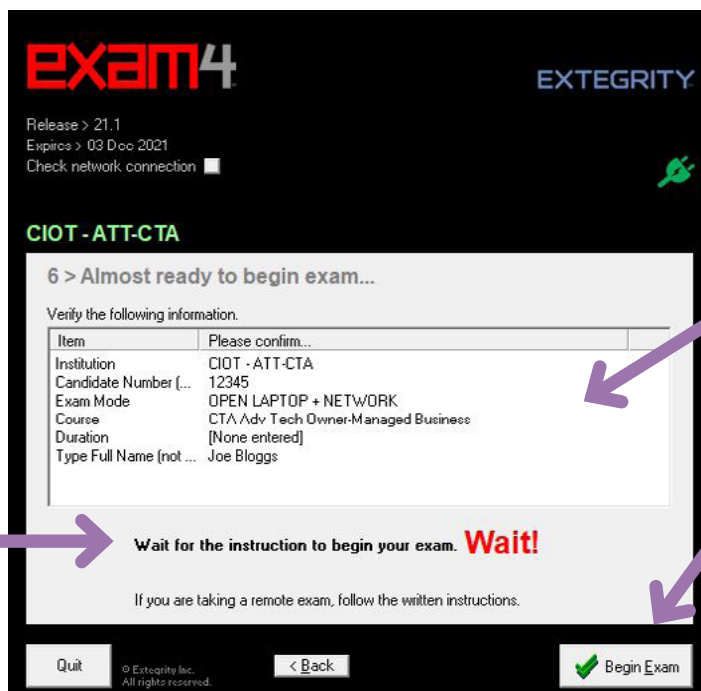 exam4
EXTEGRITY
Release > 21.1
Expires > 03 Dec 2021
Check network connection
CIOT - ATT-CTA
6 > Almost ready to begin exam...
Verify the following information.
Item Please confirm...
Institution CIOT - ATT-CTA
Candidate Number (... 12345
Exam Mode OPEN LAPTOP + NETWORK
Course CTA Adv Tech Owner-Managed Business
Duration [None entered]
Type Full Name (not ... Joe Bloggs
Wait for the instruction to begin your exam. Wait!
If you are taking a remote exam, follow the written instructions.
Quit
© Extegrity Inc.
All rights reserved.
< Back
Begin Exam